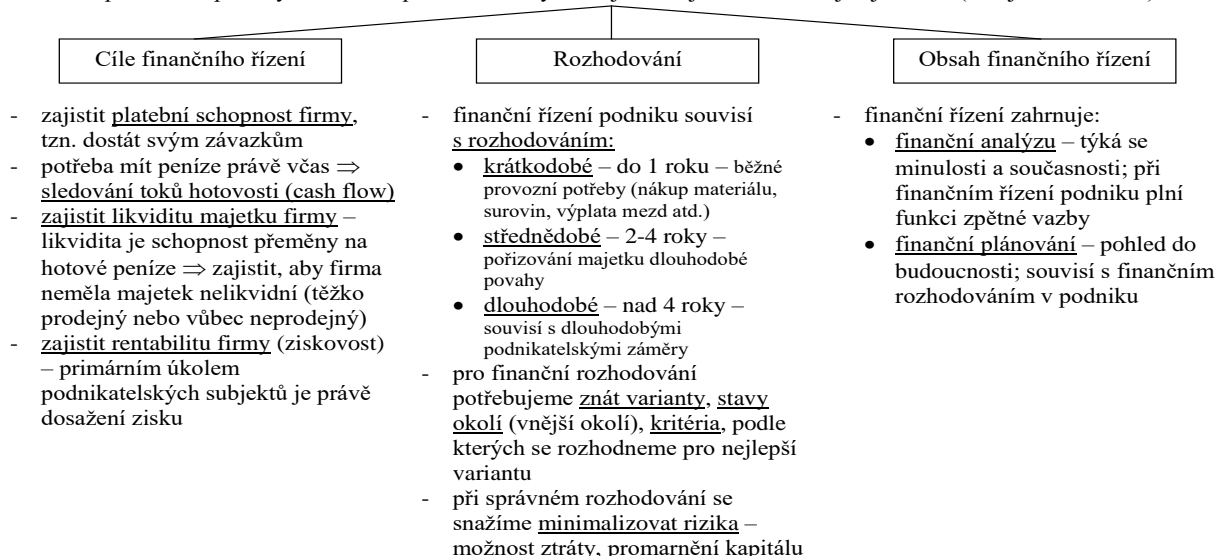 Cíle finančního řízení
- zajistit platební schopnost firmy,
tzn. dostát svým závazkům
- potřeba mít peníze právě včas ⇒
sledování toků hotovosti (cash flow)
- zajistit likviditu majetku firmy –
likvidita je schopnost přeměny na
hotové peníze ⇒ zajistit, aby firma
neměla majetek nelikvidní (těžko
prodejný nebo vůbec neprodejný)
- zajistit rentabilitu firmy (ziskovost)
– primárním úkolem
podnikatelských subjektů je právě
dosažení zisku
Rozhodování
- finanční řízení podniku souvisí
s rozhodováním:
• krátkodobé – do 1 roku – běžné
provozní potřeby (nákup materiálu,
surovin, výplata mezd atd.)
• střednědobé – 2-4 roky –
pořizování majetku dlouhodobé
povahy
• dlouhodobé – nad 4 roky –
souvisí s dlouhodobými
podnikatelskými záměry
- pro finanční rozhodování
potřebujeme znát varianty, stavy
okolí (vnější okolí), kritéria, podle
kterých se rozhodneme pro nejlepší
variantu
- při správném rozhodování se
snažíme minimalizovat rizika –
možnost ztráty, promarnění kapitálu
Obsah finančního řízení
- finanční řízení zahrnuje:
• finanční analýzu – týká se
minulosti a současnosti; při
finančním řízení podniku plní
funkci zpětné vazby
• finanční plánování – pohled do
budoucnosti; souvisí s finančním
rozhodováním v podniku